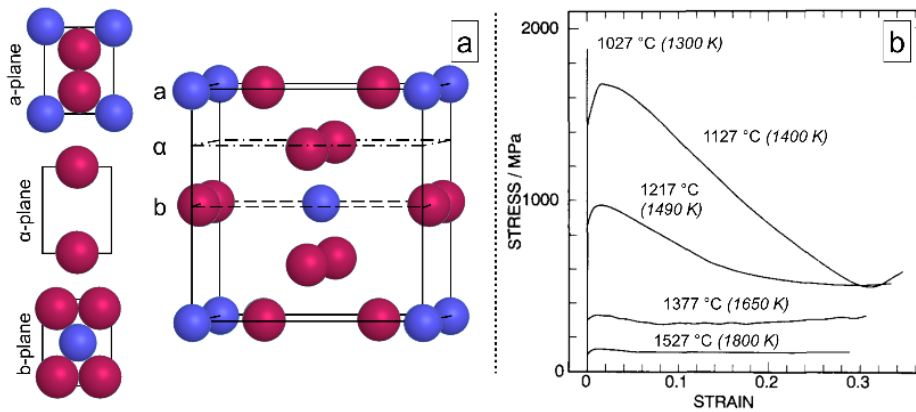 a-plane
α-plane
b-plane
a
a
α
b
b
STRESS / MPa
2000
1000
0
1027 °C (1300 K)
1127 °C (1400 K)
1217 °C
(1490 K)
1377 °C (1650 K)
1527 °C (1800 K)
0
0.1
0.2
0.3
STRAIN